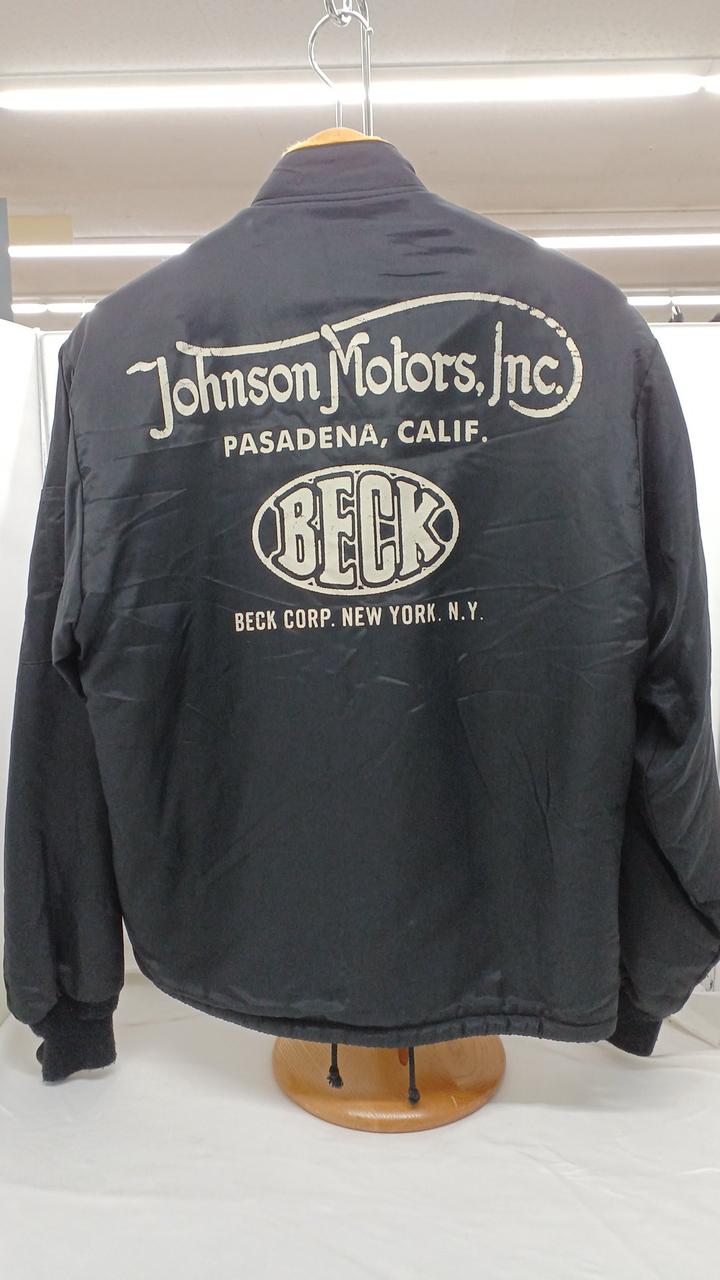 Johnson Motors, Inc.
PASADENA, CALIF.
BECK
BECK CORP. NEW YORK. N.Y.